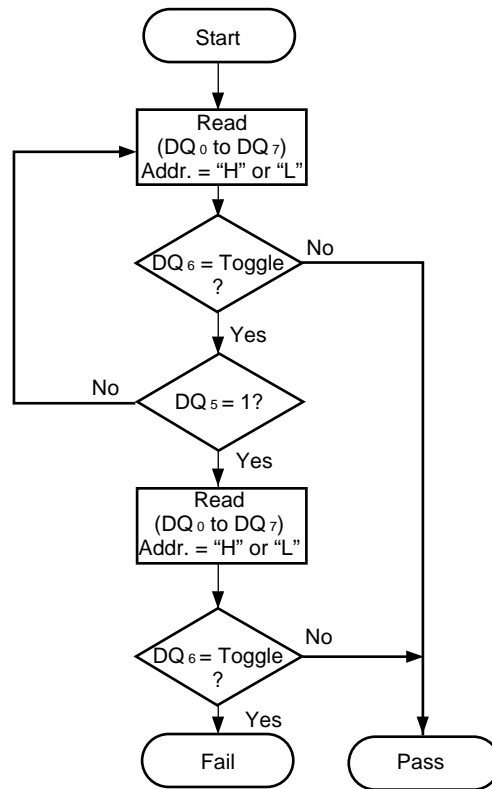 Start
Read
(DQ0 to DQ7)
Addr. = “H” or “L”
DQ6 = Toggle
?
No
Yes
No
DQ5 = 1?
Yes
Read
(DQ0 to DQ7)
Addr. = “H” or “L”
No
DQ6 = Toggle
?
Yes
Fail
Pass